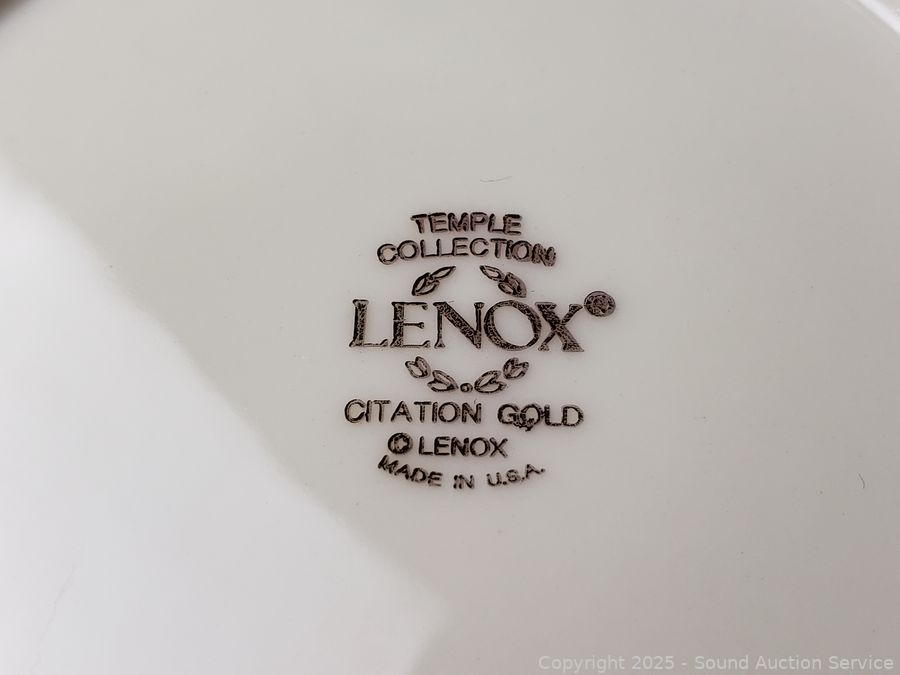 TEMPLE
COLLECTION
LENOX®
CITATION GOLD
© LENOX
MADE IN U.S.A.
Copyright 2025 - Sound Auction Service